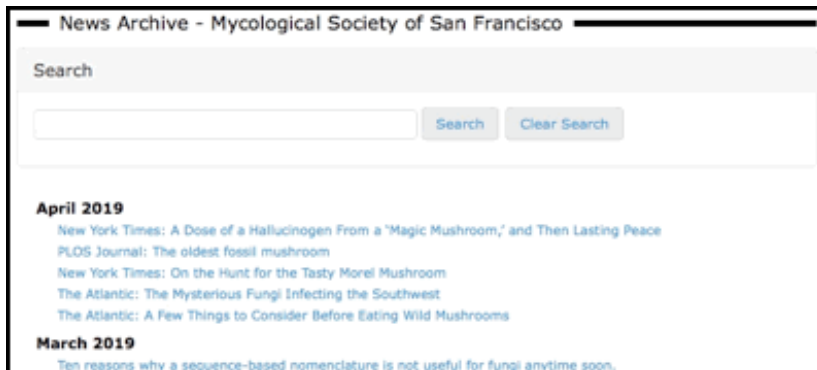 News Archive - Mycological Society of San Francisco
Search
Search Clear Search
April 2019
New York Times: A Dose of a Hallucinogen From a ‘Magic Mushroom,’ and Then Lasting Peace
PLOS Journal: The oldest fossil mushroom
New York Times: On the Hunt for the Tasty Morel Mushroom
The Atlantic: The Mysterious Fungi Infecting the Southwest
The Atlantic: A Few Things to Consider Before Eating Wild Mushrooms
March 2019
Ten reasons why a sequence-based nomenclature is not useful for fungi anytime soon.